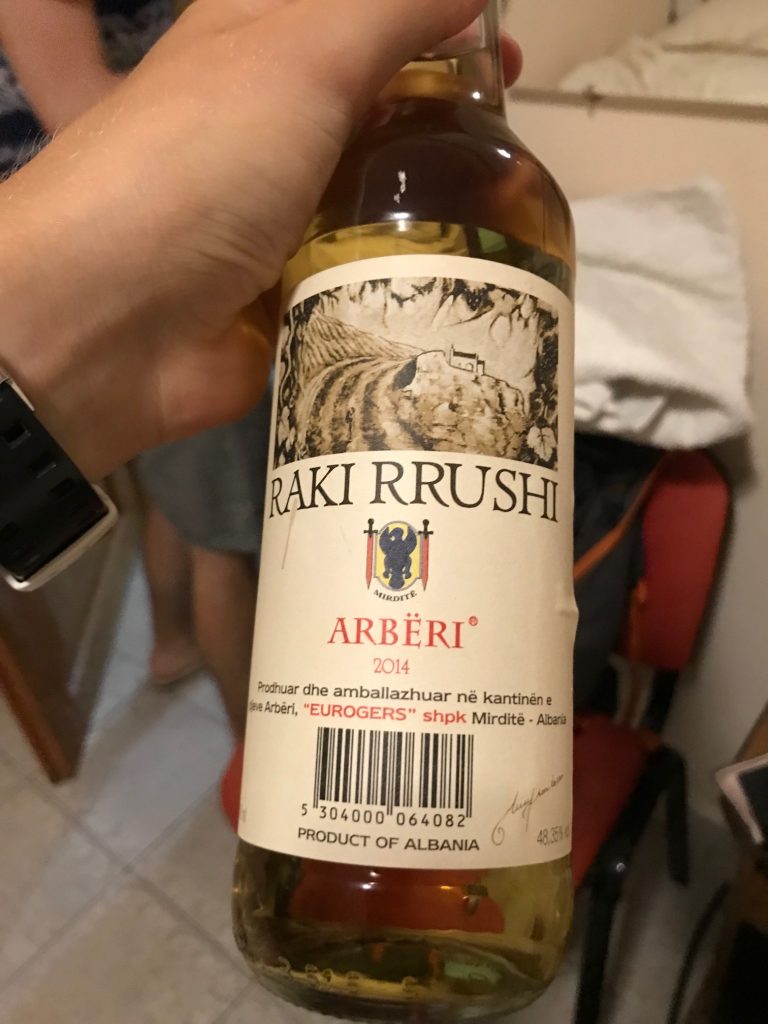 RAKI RRUSHI
MIRDITË
ARBËRI®
2014
Prodhuar dhe amballazhuar në kantinën e
Arbëri, "EUROGERS" shpk Mirditë - Albania
5 304000 064082
PRODUCT OF ALBANIA
48,35%